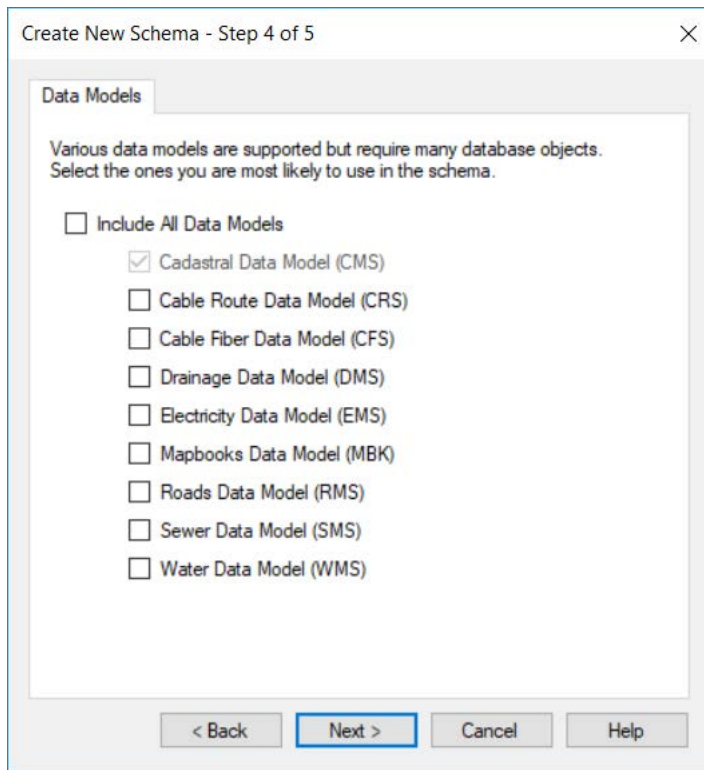 Create New Schema - Step 4 of 5
Data Models
Various data models are supported but require many database objects.
Select the ones you are most likely to use in the schema.
Include All Data Models
Cadastral Data Model (CMS)
Cable Route Data Model (CRS)
Cable Fiber Data Model (CFS)
Drainage Data Model (DMS)
Electricity Data Model (EMS)
Mapbooks Data Model (MBK)
Roads Data Model (RMS)
Sewer Data Model (SMS)
Water Data Model (WMS)
< Back Next > Cancel Help